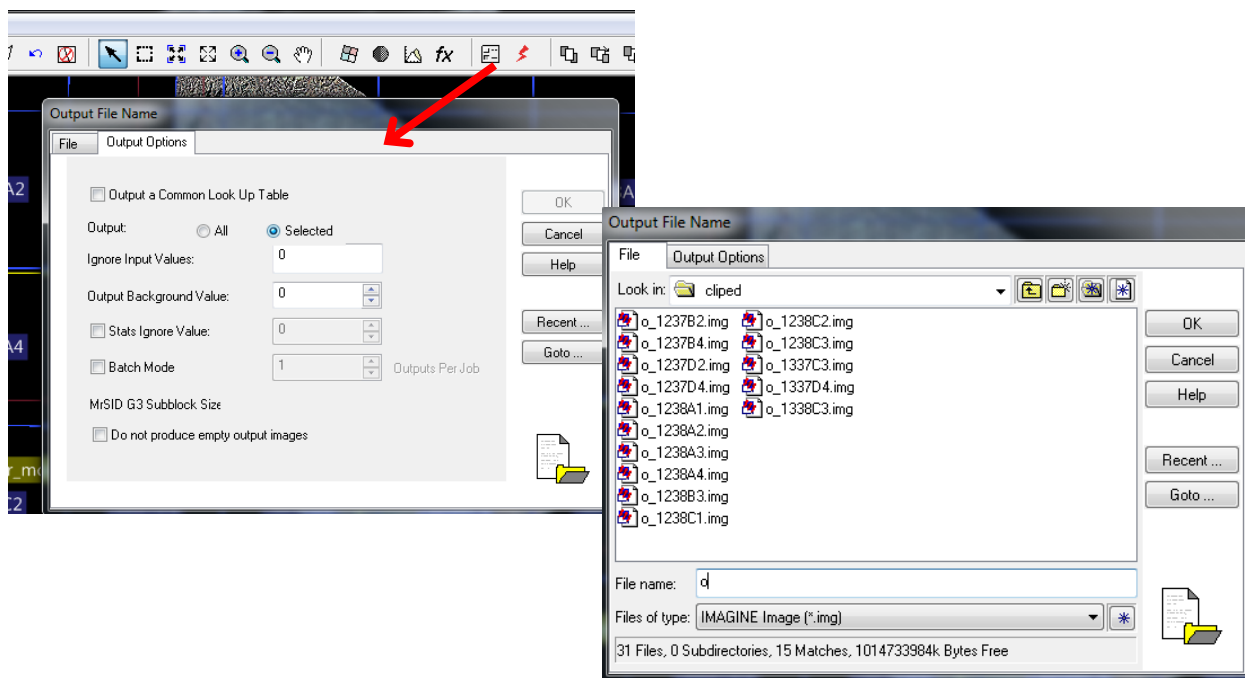 fx
Output File Name
File Output Options
A2
Output a Common Look Up Table
Output: All Selected
Ignore Input Values: 0
Output Background Value: 0
Stats Ignore Value: 0
Batch Mode 1 Outputs Per Job
MrSID G3 Subblock Size
Do not produce empty output images
OK
Cancel
Help
Recent ...
Goto ...
A4
r_mo
C2
Output File Name
File Output Options
Look in: cliped
o_1237B2.img o_1238C2.img
o_1237B4.img o_1238C3.img
o_1237D2.img o_1337C3.img
o_1237D4.img o_1337D4.img
o_1238A1.img o_1338C3.img
o_1238A2.img
o_1238A3.img
o_1238A4.img
o_1238B3.img
o_1238C1.img
OK
Cancel
Help
Recent ...
Goto ...
File name: o
Files of type: IMAGINE Image (*.img)
31 Files, 0 Subdirectories, 15 Matches, 1014733984k Bytes Free